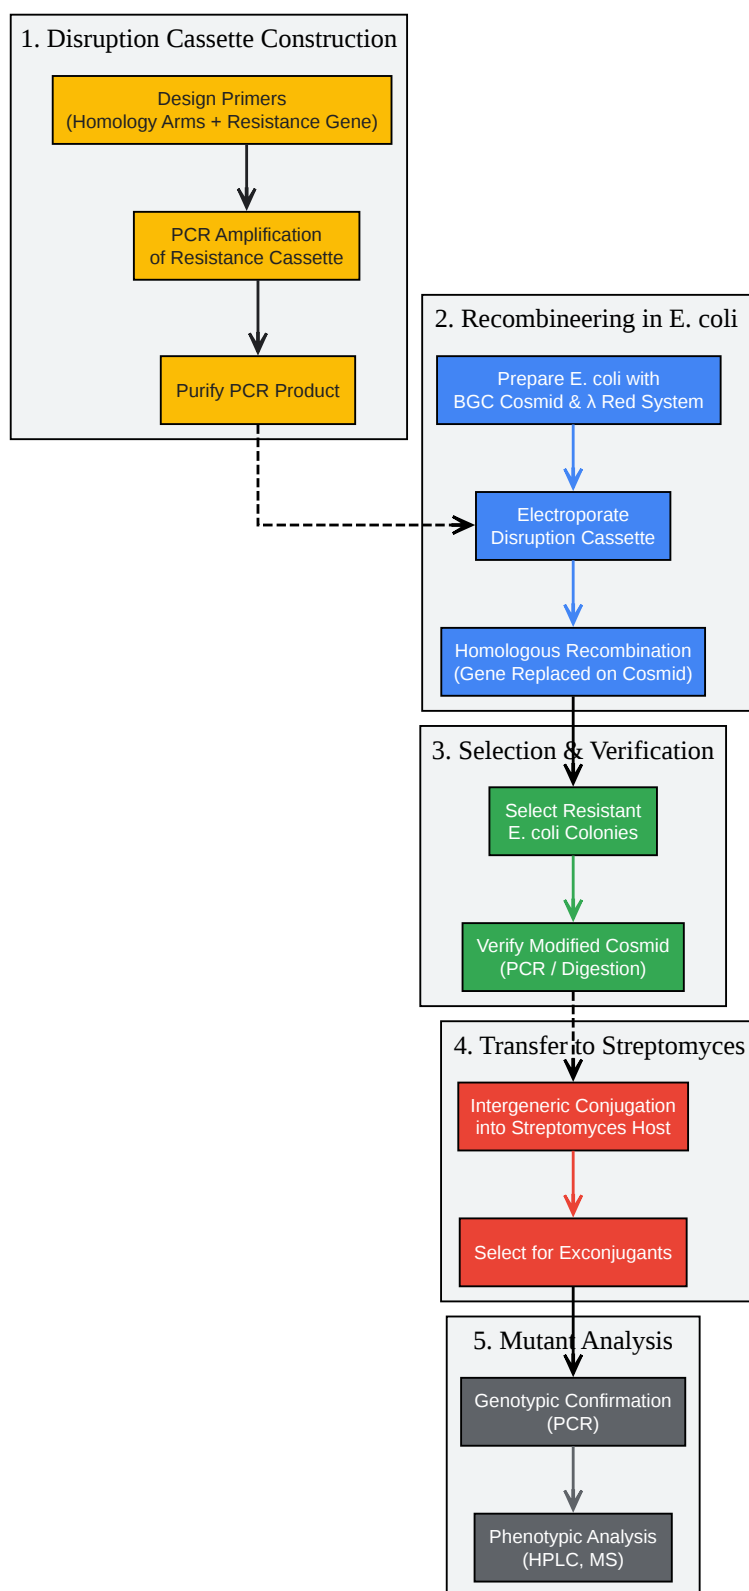 1. Disruption Cassette Construction
Design Primers
(Homology Arms + Resistance Gene)
PCR Amplification
of Resistance Cassette
Purify PCR Product
2. Recombineering in E. coli
Prepare E. coli with
BGC Cosmid & λ Red System
Electroporate
Disruption Cassette
Homologous Recombination
(Gene Replaced on Cosmid)
3. Selection & Verification
Select Resistant
E. coli Colonies
Verify Modified Cosmid
(PCR / Digestion)
4. Transfer to Streptomyces
Intergeneric Conjugation
into Streptomyces Host
Select for Exconjugants
5. Mutant Analysis
Genotypic Confirmation
(PCR)
Phenotypic Analysis
(HPLC, MS)